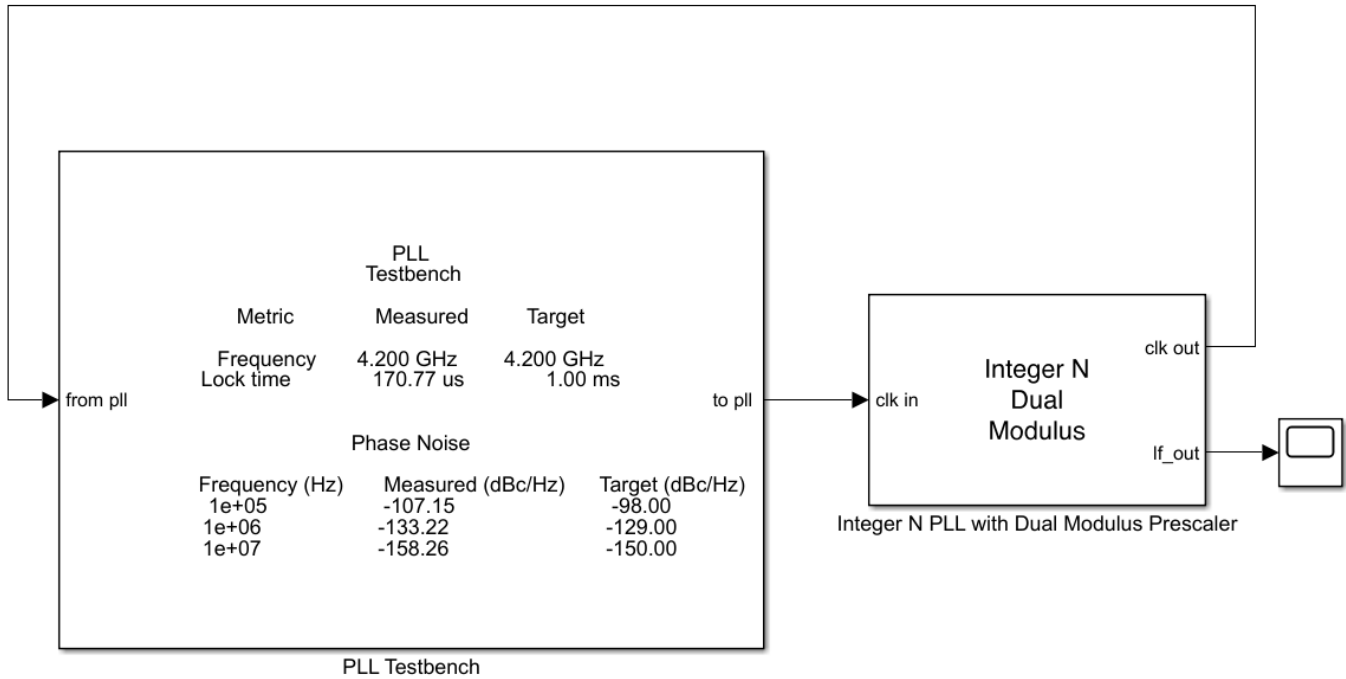 PLL
Testbench
Metric Measured Target
Frequency 4.200 GHz 4.200 GHz
Lock time 170.77 us 1.00 ms
from pll
to pll
Phase Noise
Frequency (Hz) Measured (dBc/Hz) Target (dBc/Hz)
1e+05 -107.15 -98.00
1e+06 -133.22 -129.00
1e+07 -158.26 -150.00
PLL Testbench
clk in
Integer N
Dual
Modulus
clk out
lf_out
Integer N PLL with Dual Modulus Prescaler